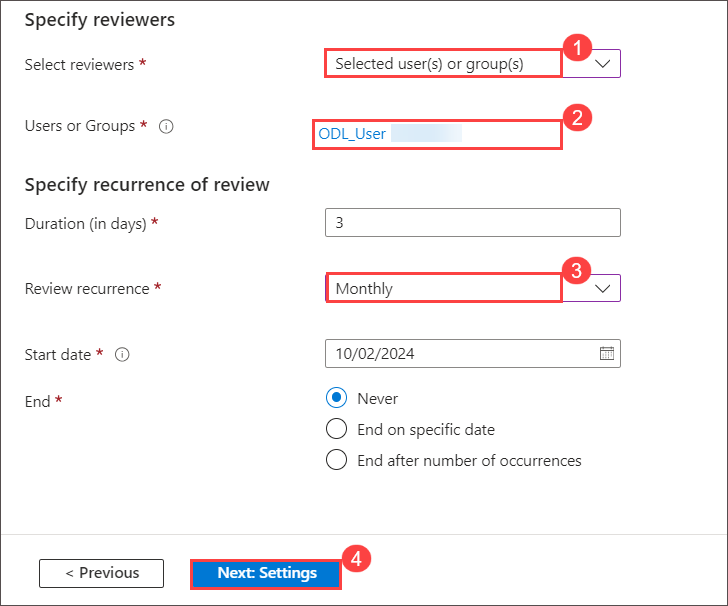 Specify reviewers
Select reviewers * Selected user(s) or group(s) 1
Users or Groups * ODL_User 2
Specify recurrence of review
Duration (in days) * 3
Review recurrence * Monthly 3
Start date * 10/02/2024
End * Never
End on specific date
End after number of occurrences
< Previous Next: Settings 4